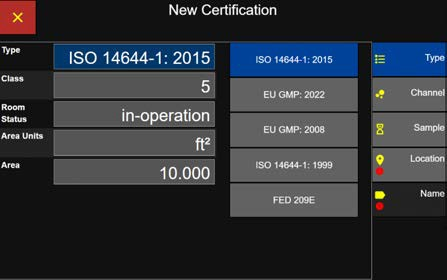 New Certification
Type
ISO 14644-1: 2015
Class
5
Room
Status
in-operation
Area Units
ft²
Area
10.000
ISO 14644-1: 2015
EU GMP: 2022
EU GMP: 2008
ISO 14644-1: 1999
FED 209E
Type
Channel
Sample
Location
Name